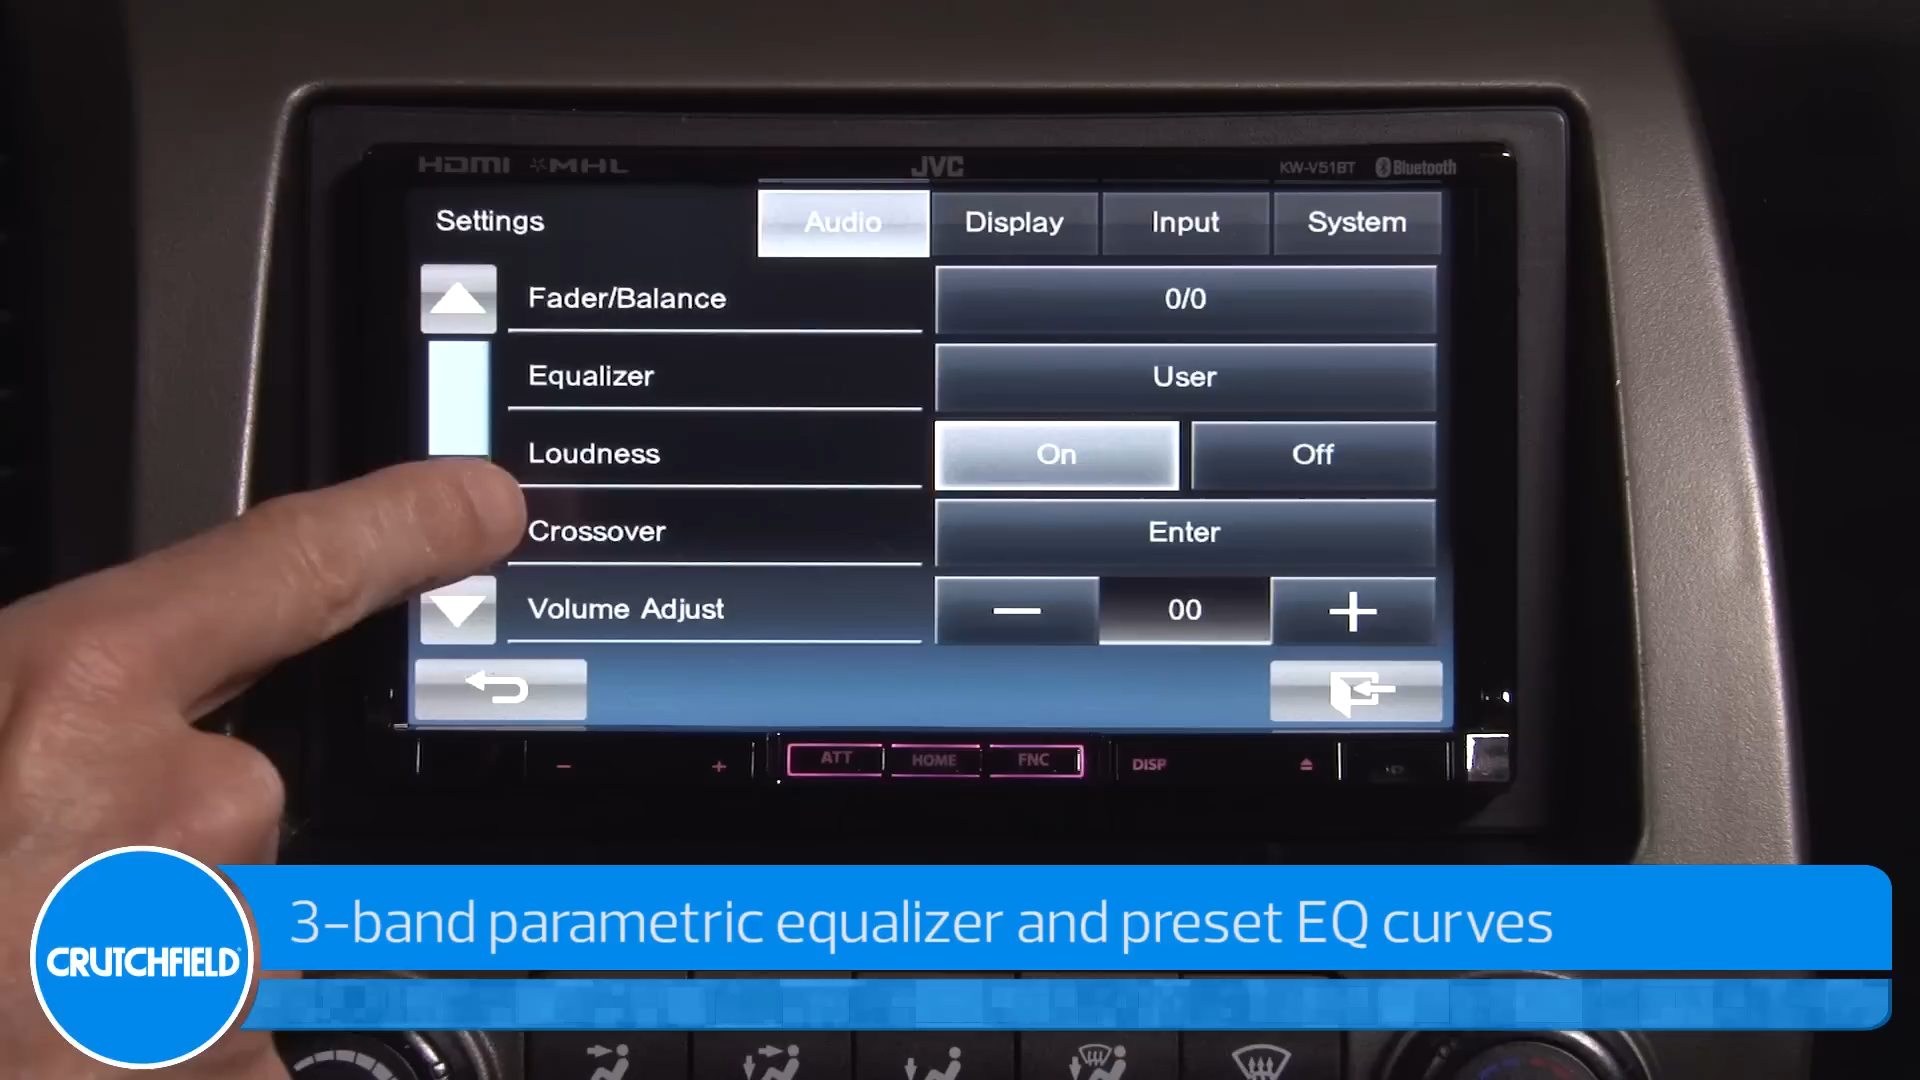 HDMI MHL JVC KW-V51BT Bluetooth
Settings Audio Display Input System
Fader/Balance 0/0
Equalizer User
Loudness On Off
Crossover Enter
Volume Adjust — 00 +
− + ATT HOME FNC DISP
3-band parametric equalizer and preset EQ curves
CRUTCHFIELD